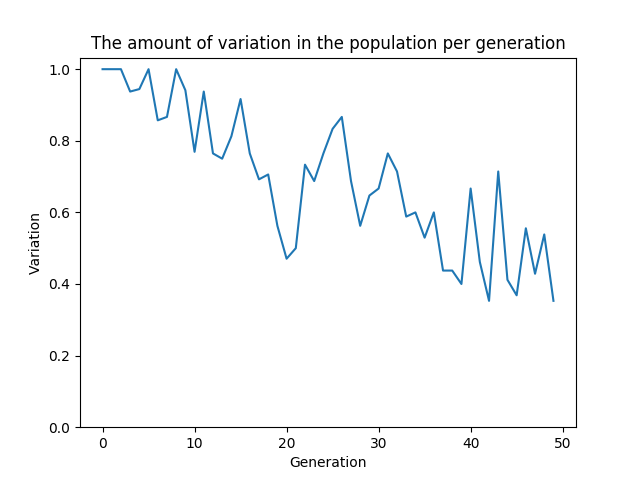 The amount of variation in the population per generation
1.0
0.8
0.6
0.4
0.2
0.0
Variation
0 10 20 30 40 50
Generation